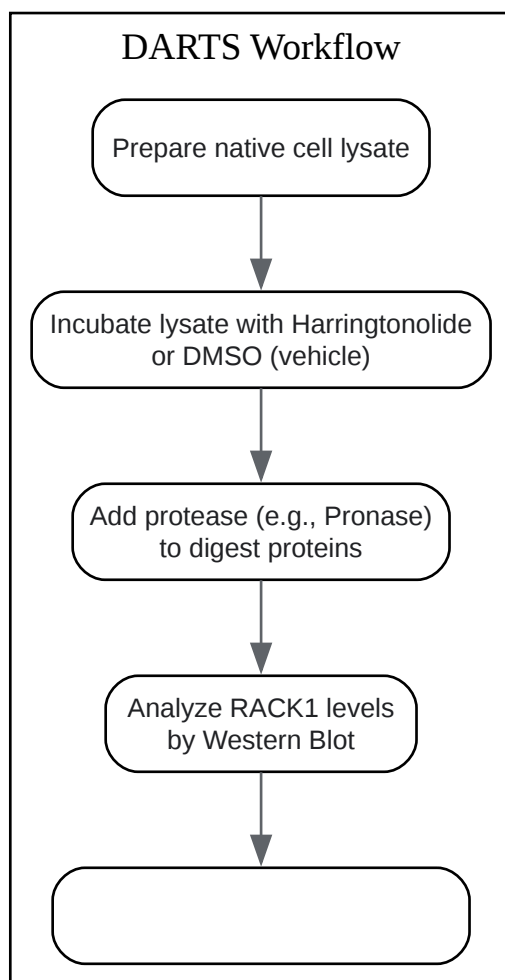 DARTS Workflow
Prepare native cell lysate
Incubate lysate with Harringtonolide
or DMSO (vehicle)
Add protease (e.g., Pronase)
to digest proteins
Analyze RACK1 levels
by Western Blot